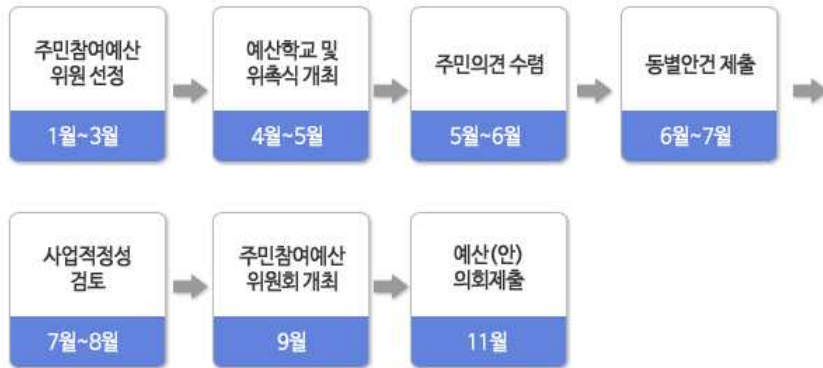 주민참여예산
위원 선정
1월~3월
예산학교 및
위촉식 개최
4월~5월
주민의견 수렴
5월~6월
동별안건 제출
6월~7월
사업적정성
검토
7월~8월
주민참여예산
위원회 개최
9월
예산(안)
의회제출
11월